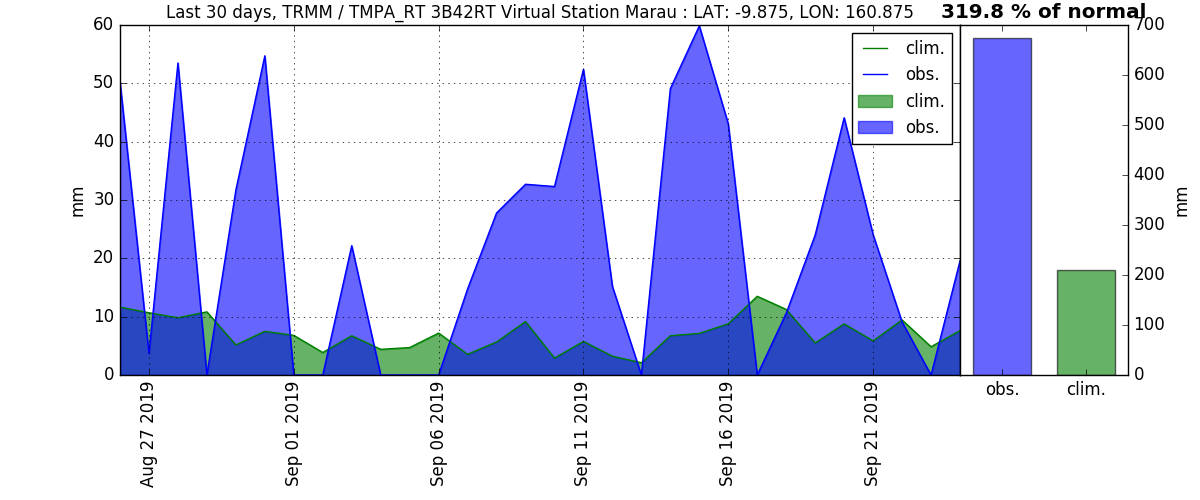 Last 30 days, TRMM / TMPA_RT 3B42RT Virtual Station Marau : LAT: -9.875, LON: 160.875
319.8 % of normal
60
50
40
30
20
10
0
mm
clim.
obs.
clim.
obs.
700
600
500
400
300
200
100
0
mm
Aug 27 2019
Sep 01 2019
Sep 06 2019
Sep 11 2019
Sep 16 2019
Sep 21 2019
obs.
clim.